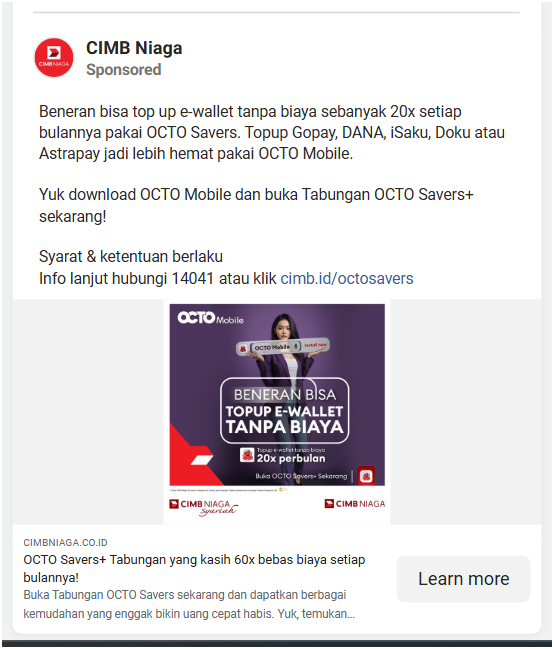 CIMB Niaga
Sponsored
CIMB NIAGA
Beneran bisa top up e-wallet tanpa biaya sebanyak 20x setiap
bulannya pakai OCTO Savers. Topup Gopay, DANA, iSaku, Doku atau
Astrapay jadi lebih hemat pakai OCTO Mobile.
Yuk download OCTO Mobile dan buka Tabungan OCTO Savers+
sekarang!
Syarat & ketentuan berlaku
Info lanjut hubungi 14041 atau klik cimb.id/octosavers
OCTO Mobile
OCTO Mobile Install now
BENERAN BISA
TOPUP E-WALLET
TANPA BIAYA
Topup e-wallet tanpa biaya
20x perbulan
Buka OCTO Savers+ Sekarang
CIMB NIAGA syariah
CIMB NIAGA
CIMBNIAGA.CO.ID
OCTO Savers+ Tabungan yang kasih 60x bebas biaya setiap
bulannya!
Buka Tabungan OCTO Savers sekarang dan dapatkan berbagai
kemudahan yang enggak bikin uang cepat habis. Yuk, temukan...
Learn more